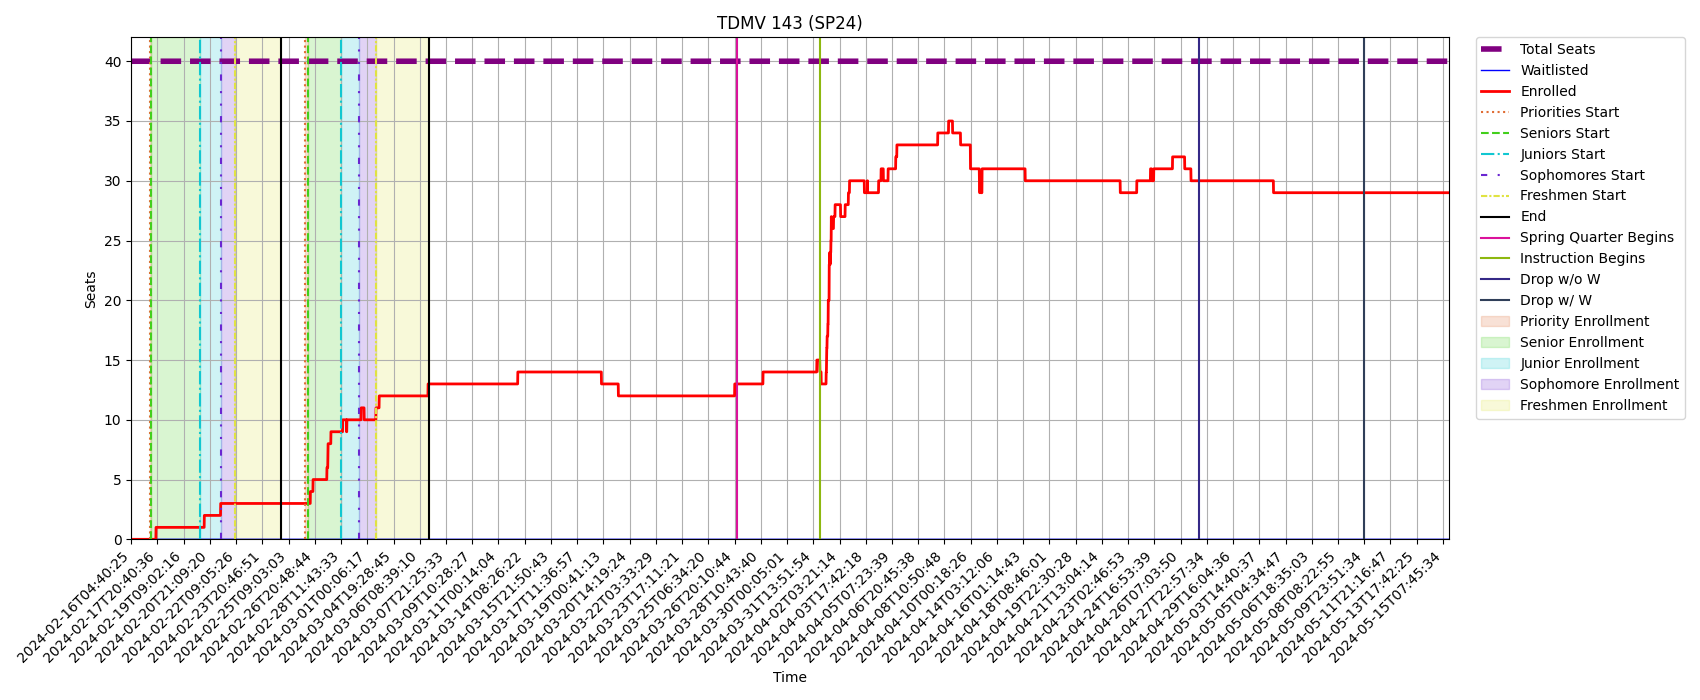 TDMV 143 (SP24)
Seats
40
35
30
25
20
15
10
5
0
2024-02-16T04:40:25
2024-02-17T20:40:36
2024-02-19T09:02:16
2024-02-20T21:09:20
2024-02-22T09:05:26
2024-02-23T20:46:51
2024-02-25T09:03:03
2024-02-26T20:48:44
2024-02-28T11:43:33
2024-03-01T00:06:17
2024-03-04T19:28:45
2024-03-06T08:39:10
2024-03-07T21:25:33
2024-03-09T10:28:27
2024-03-11T00:14:04
2024-03-14T08:26:22
2024-03-15T21:50:43
2024-03-17T11:36:57
2024-03-19T00:41:13
2024-03-20T14:19:24
2024-03-22T03:33:29
2024-03-23T17:11:21
2024-03-25T06:34:20
2024-03-26T20:10:44
2024-03-28T10:43:40
2024-03-30T00:05:01
2024-03-31T13:51:54
2024-04-02T03:21:14
2024-04-03T17:42:18
2024-04-05T07:23:39
2024-04-06T20:45:38
2024-04-08T10:50:48
2024-04-10T00:18:26
2024-04-14T03:12:06
2024-04-16T01:14:43
2024-04-18T08:46:01
2024-04-19T22:30:28
2024-04-21T13:04:14
2024-04-23T02:46:53
2024-04-24T16:53:39
2024-04-26T07:03:50
2024-04-27T22:57:34
2024-04-29T16:04:36
2024-05-03T14:40:37
2024-05-05T04:34:47
2024-05-06T18:35:03
2024-05-08T08:22:55
2024-05-09T23:51:34
2024-05-11T21:16:47
2024-05-13T17:42:25
2024-05-15T07:45:34
Time
Total Seats
Waitlisted
Enrolled
Priorities Start
Seniors Start
Juniors Start
Sophomores Start
Freshmen Start
End
Spring Quarter Begins
Instruction Begins
Drop w/o W
Drop w/ W
Priority Enrollment
Senior Enrollment
Junior Enrollment
Sophomore Enrollment
Freshmen Enrollment